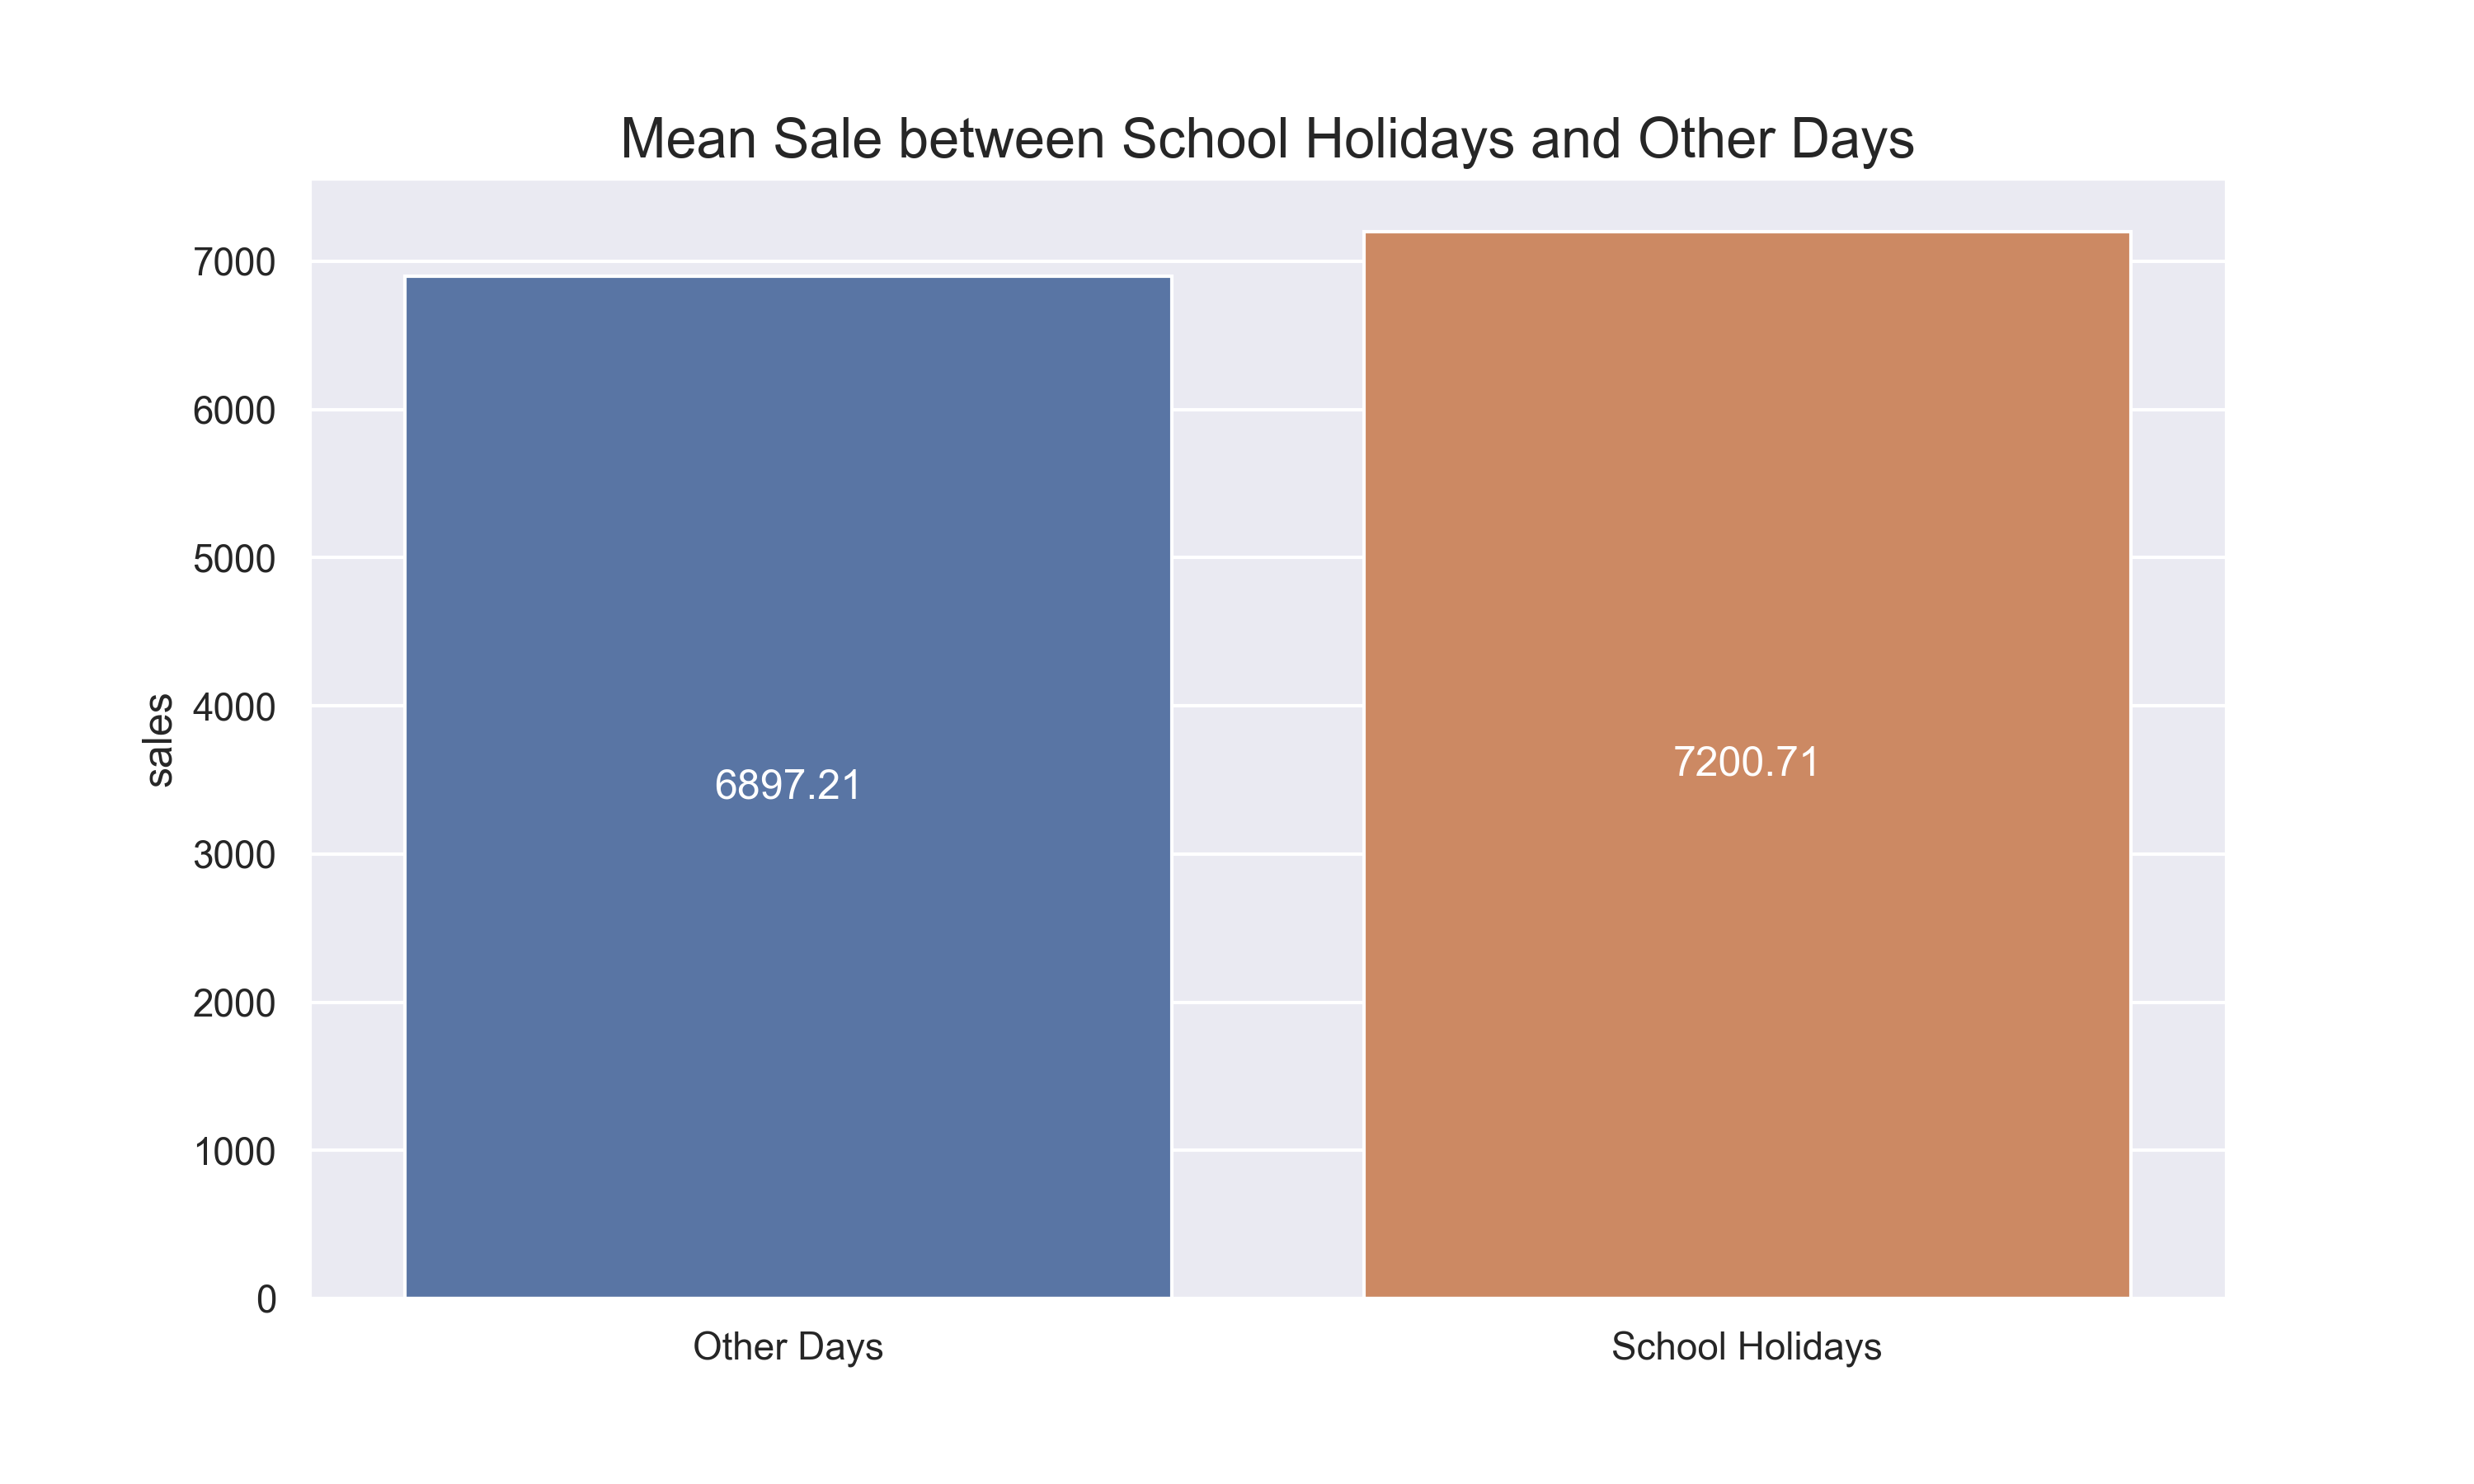 Mean Sale between School Holidays and Other Days
sales
7000
6000
5000
4000
3000
2000
1000
0
6897.21
7200.71
Other Days
School Holidays